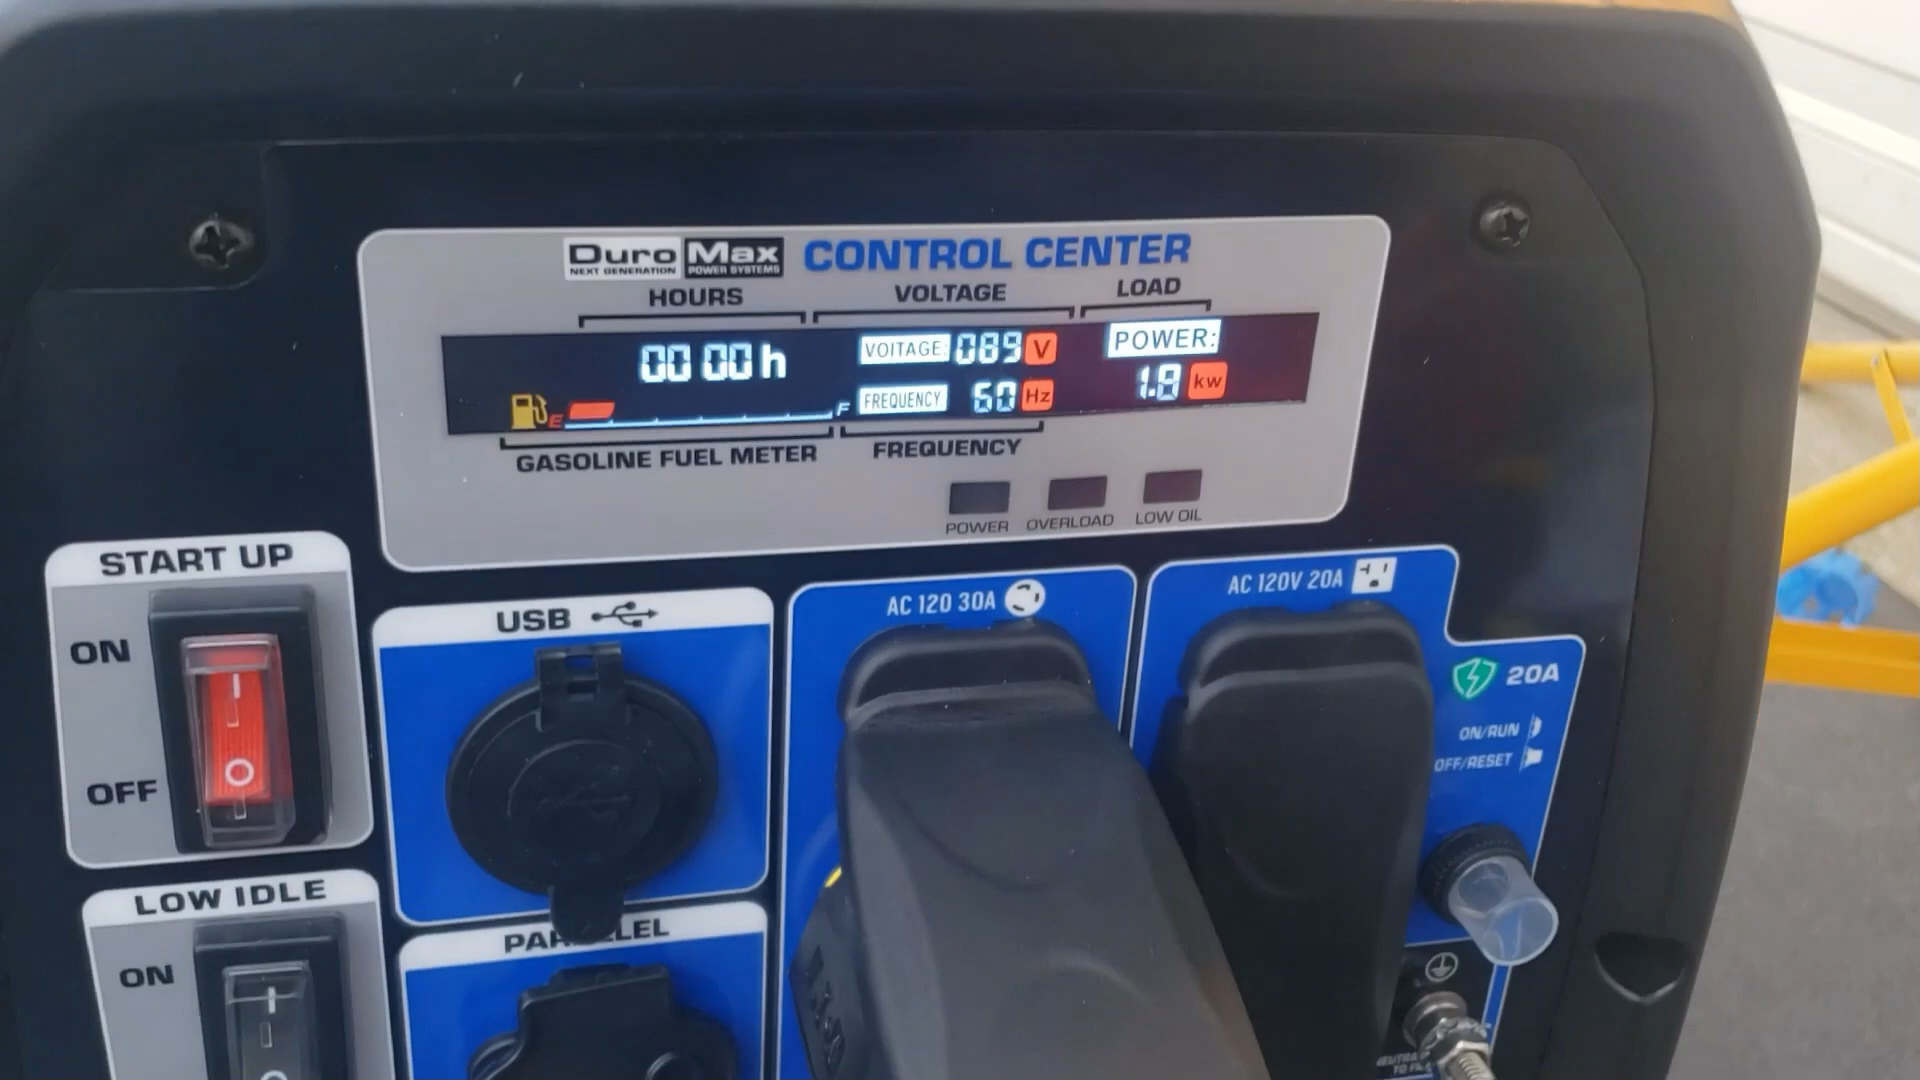 DuroMax CONTROL CENTER
NEXT GENERATION POWER SYSTEMS
HOURS VOLTAGE LOAD
00 00 h VOITAGE: 089 V POWER:
E F FREQUENCY 60 Hz 1.8 kw
GASOLINE FUEL METER FREQUENCY
POWER OVERLOAD LOW OIL
START UP
ON
OFF
LOW IDLE
ON
USB
PARALLEL
AC 120 30A
AC 120V 20A
20A
ON/RUN
OFF/RESET